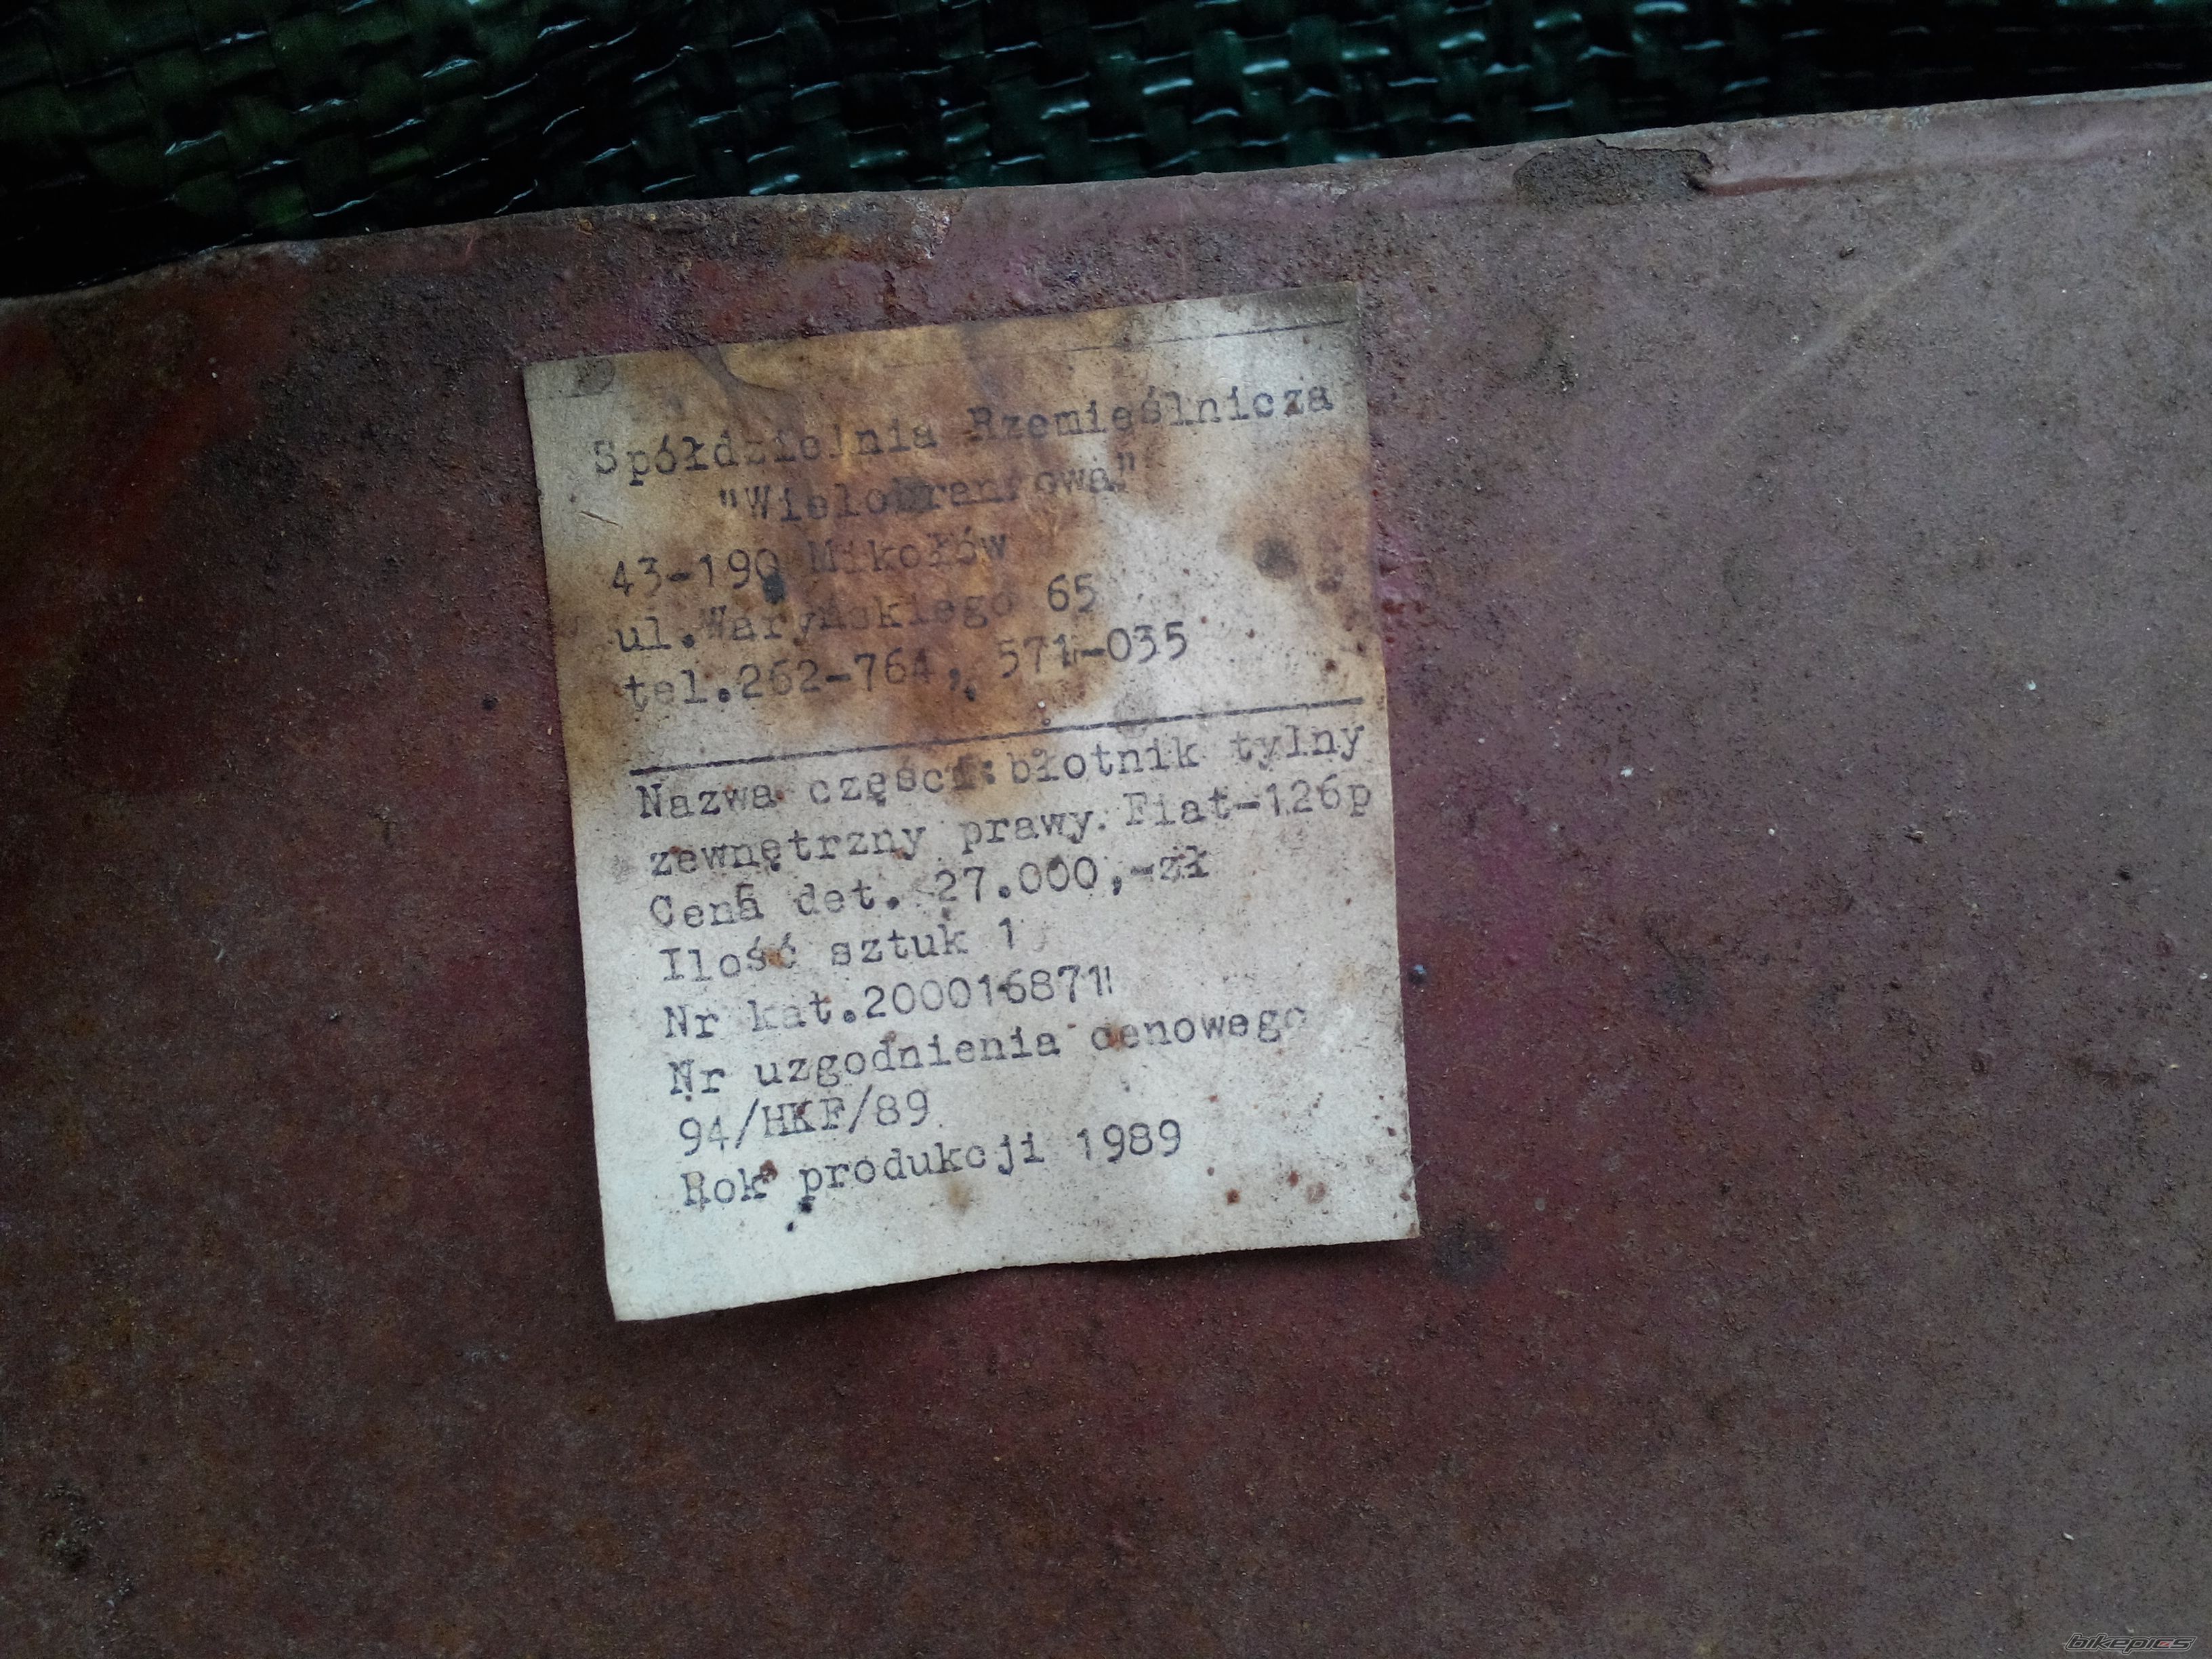 Spółdzielnia Rzemieślnicza
"Wielobranżowa"
43-190 Mikołów
ul.Waryńskiego 65
tel.262-764, 571-035
Nazwa części:błotnik tylny
zewnętrzny prawy.Fiat-126p
Cena det. 27.000,-zł
Ilość sztuk 1
Nr kat.200016871
Nr uzgodnienia cenowego
94/HKF/89
Rok produkcji 1989
bikepics